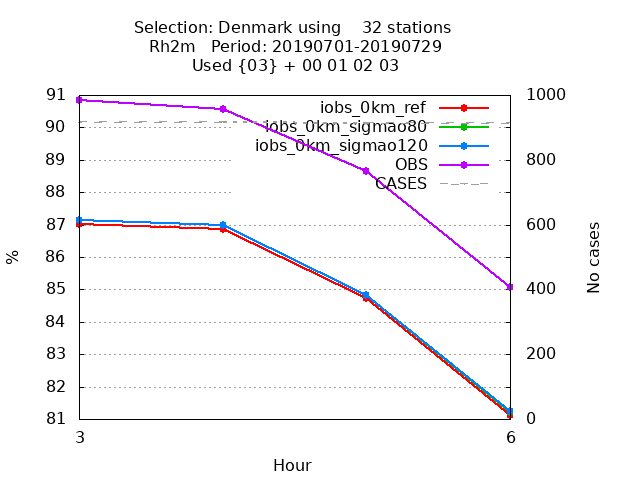 Selection: Denmark using    32 stations
Rh2m   Period: 20190701-20190729
Used {03} + 00 01 02 03
91
90
89
88
87
86
85
84
83
82
81
%
1000
800
600
400
200
0
No cases
iobs_0km_ref
iobs_0km_sigmao80
iobs_0km_sigmao120
OBS
CASES
3
6
Hour